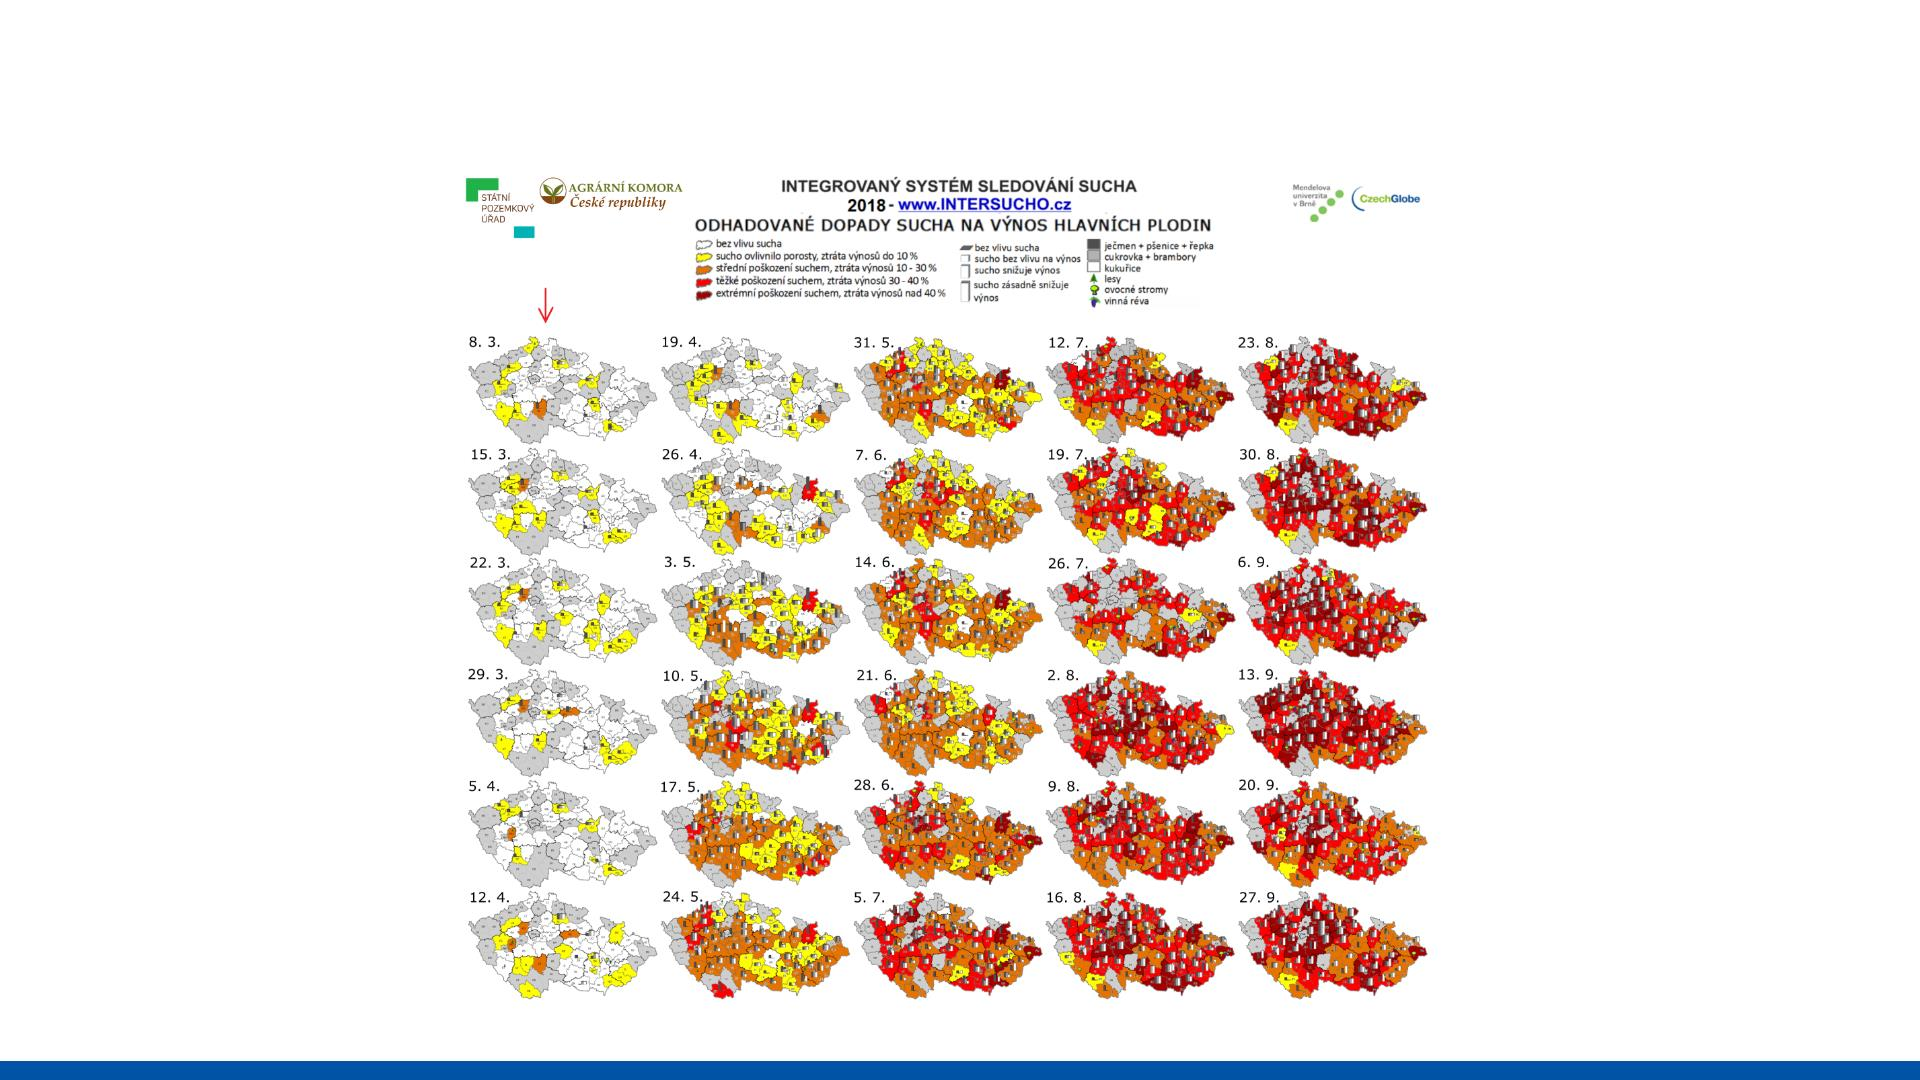 STÁTNÍ
POZEMKOVÝ
ÚŘAD
AGRÁRNÍ KOMORA
České republiky
INTEGROVANÝ SYSTÉM SLEDOVÁNÍ SUCHA
2018 - www.INTERSUCHO.cz
ODHADOVANÉ DOPADY SUCHA NA VÝNOS HLAVNÍCH PLODIN
Mendelova
univerzita
v Brně
CzechGlobe
bez vlivu sucha
sucho ovlivnilo porosty, ztráta výnosů do 10 %
střední poškození suchem, ztráta výnosů 10 - 30 %
těžké poškození suchem, ztráta výnosů 30 - 40 %
extrémní poškození suchem, ztráta výnosů nad 40 %
bez vlivu sucha
sucho bez vlivu na výnos
sucho snižuje výnos
sucho zásadně snižuje
výnos
ječmen + pšenice + řepka
cukrovka + brambory
kukuřice
lesy
ovocné stromy
vinná réva
8. 3.
19. 4.
31. 5.
12. 7.
23. 8.
15. 3.
26. 4.
7. 6.
19. 7.
30. 8.
22. 3.
3. 5.
14. 6.
26. 7.
6. 9.
29. 3.
10. 5.
21. 6.
2. 8.
13. 9.
5. 4.
17. 5.
28. 6.
9. 8.
20. 9.
12. 4.
24. 5.
5. 7.
16. 8.
27. 9.